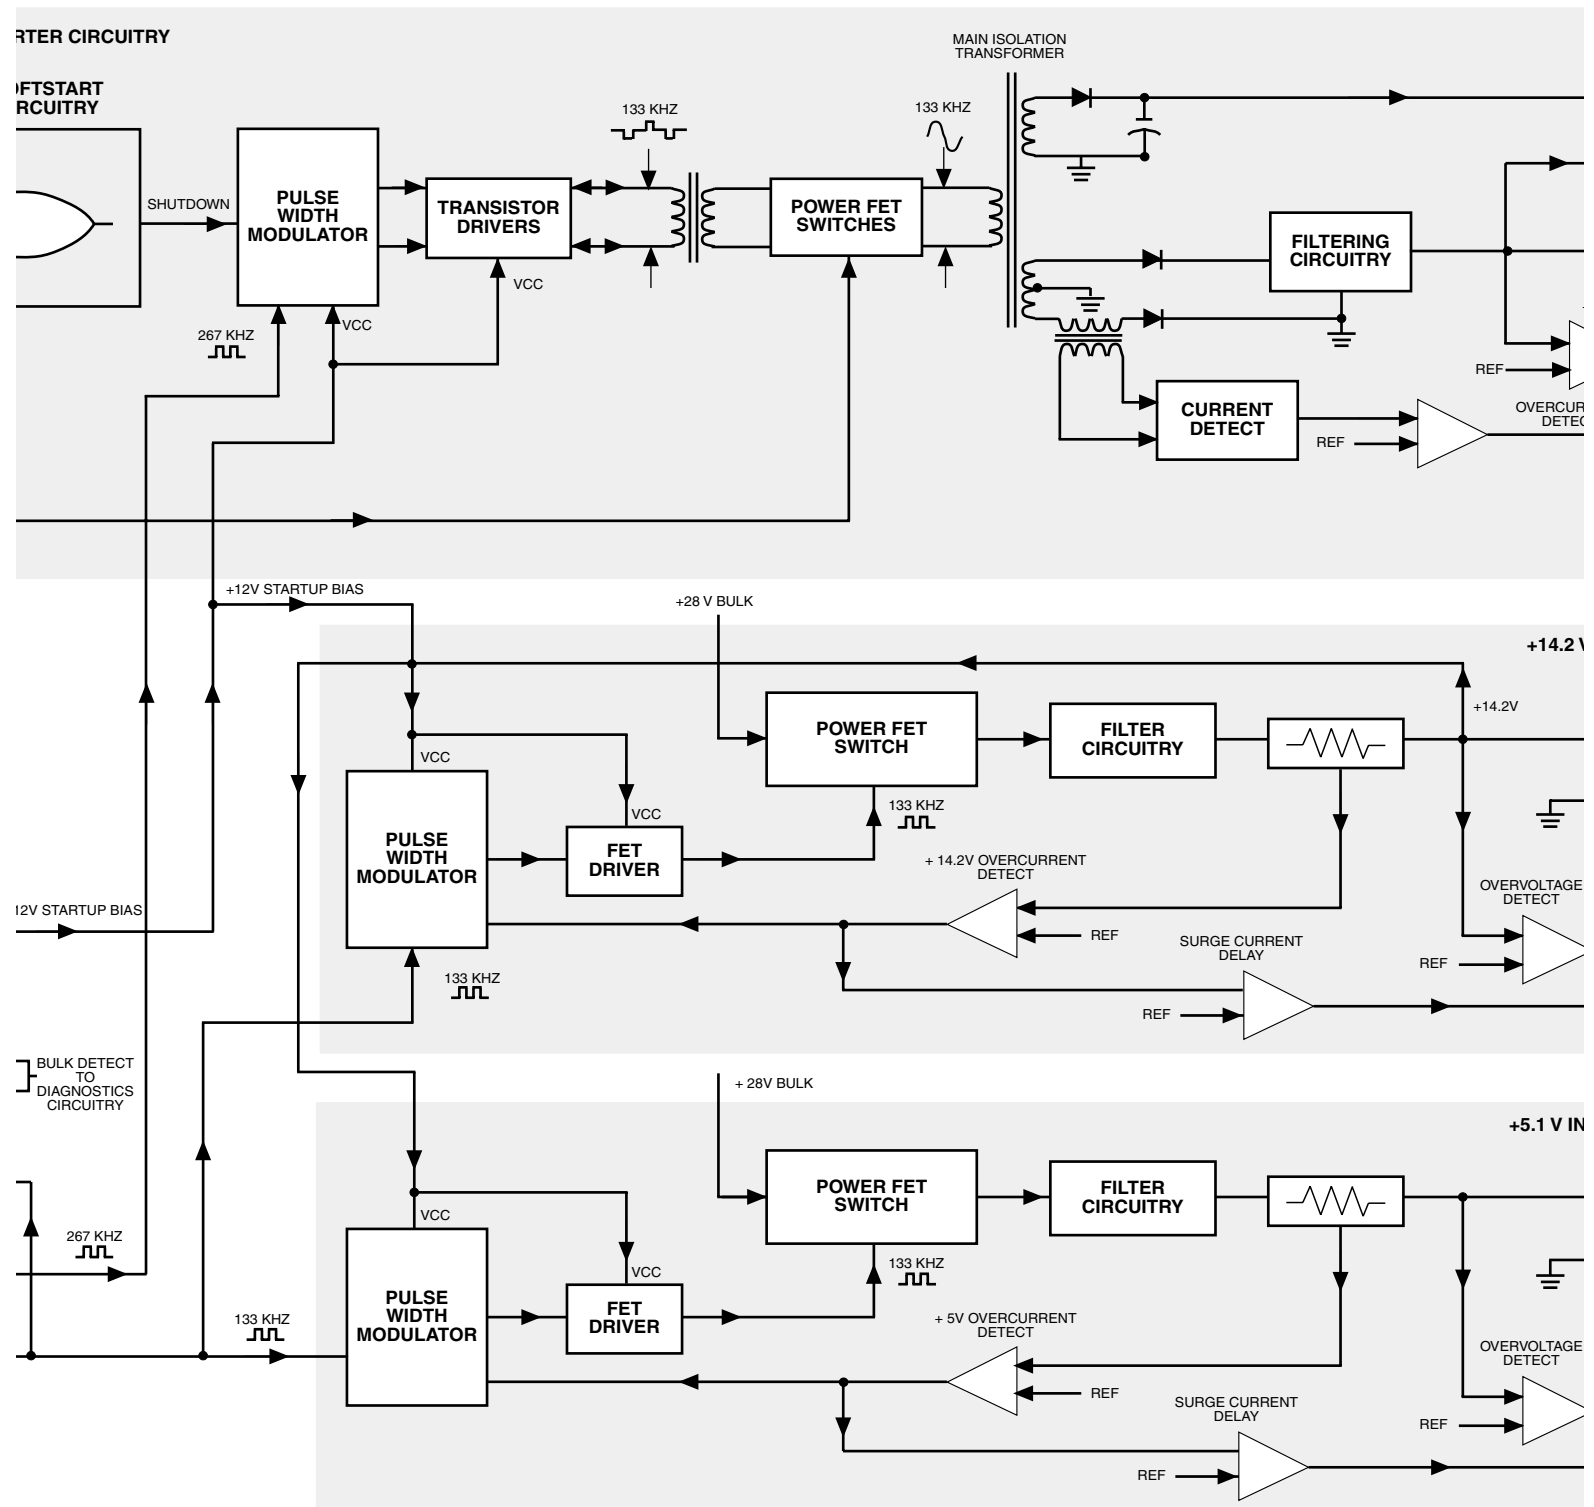 RTER CIRCUITRY
MAIN ISOLATION
TRANSFORMER
OFTSTART
RCUITRY
133 KHZ
133 KHZ
SHUTDOWN
PULSE
WIDTH
MODULATOR
TRANSISTOR
DRIVERS
POWER FET
SWITCHES
FILTERING
CIRCUITRY
VCC
267 KHZ
VCC
REF
CURRENT
DETECT
REF
OVERCUR
DETEC
+12V STARTUP BIAS
+28 V BULK
+14.2 V
POWER FET
SWITCH
FILTER
CIRCUITRY
+14.2V
VCC
VCC
133 KHZ
PULSE
WIDTH
MODULATOR
FET
DRIVER
+ 14.2V OVERCURRENT
DETECT
OVERVOLTAGE
DETECT
12V STARTUP BIAS
REF
SURGE CURRENT
DELAY
REF
133 KHZ
REF
BULK DETECT
TO
DIAGNOSTICS
CIRCUITRY
+ 28V BULK
+5.1 V IN
POWER FET
SWITCH
FILTER
CIRCUITRY
VCC
267 KHZ
VCC
133 KHZ
PULSE
WIDTH
MODULATOR
FET
DRIVER
133 KHZ
+ 5V OVERCURRENT
DETECT
OVERVOLTAGE
DETECT
REF
SURGE CURRENT
DELAY
REF
REF